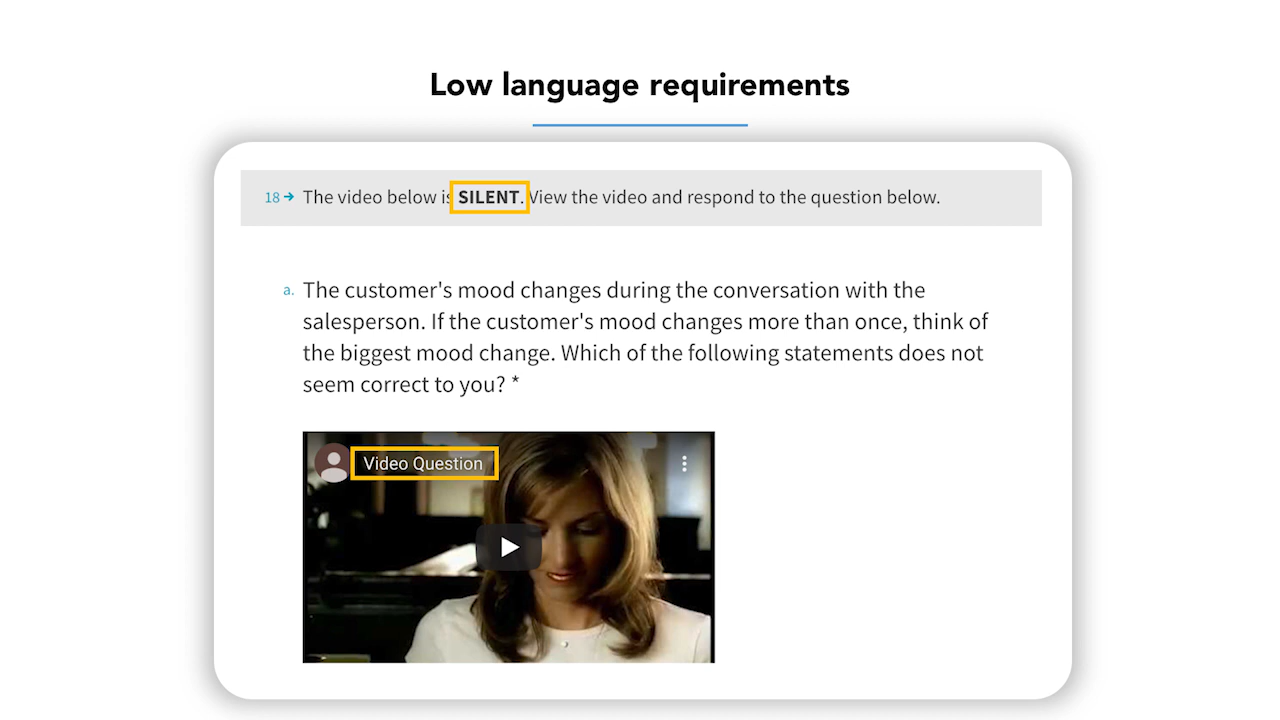 Low language requirements
18 → The video below is SILENT. View the video and respond to the question below.
a. The customer's mood changes during the conversation with the
salesperson. If the customer's mood changes more than once, think of
the biggest mood change. Which of the following statements does not
seem correct to you? *
Video Question